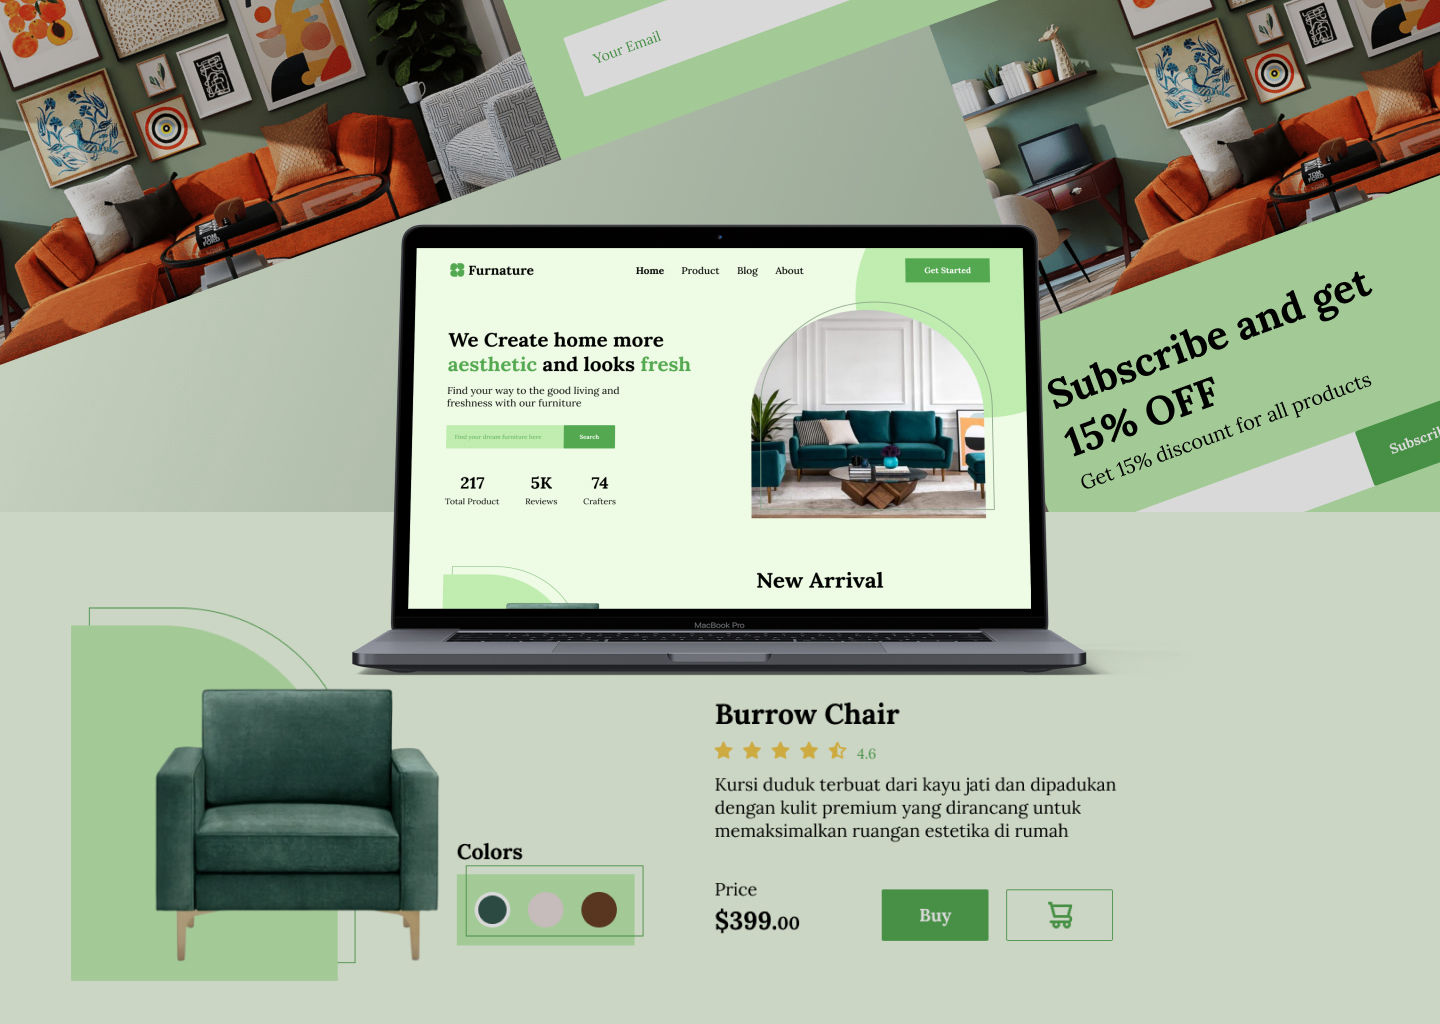 Your Email
TOM FORD
TOM FORD
Subscribe and get
15% OFF
Get 15% discount for all products
Subscri
Furnature
Home
Product
Blog
About
Get Started
We Create home more
aesthetic and looks fresh
Find your way to the good living and
freshness with our furniture
Find your dream furniture here
Search
217
5K
74
Total Product
Reviews
Crafters
New Arrival
MacBook Pro
Burrow Chair
4.6
Kursi duduk terbuat dari kayu jati dan dipadukan
dengan kulit premium yang dirancang untuk
memaksimalkan ruangan estetika di rumah
Colors
Price
$399.00
Buy